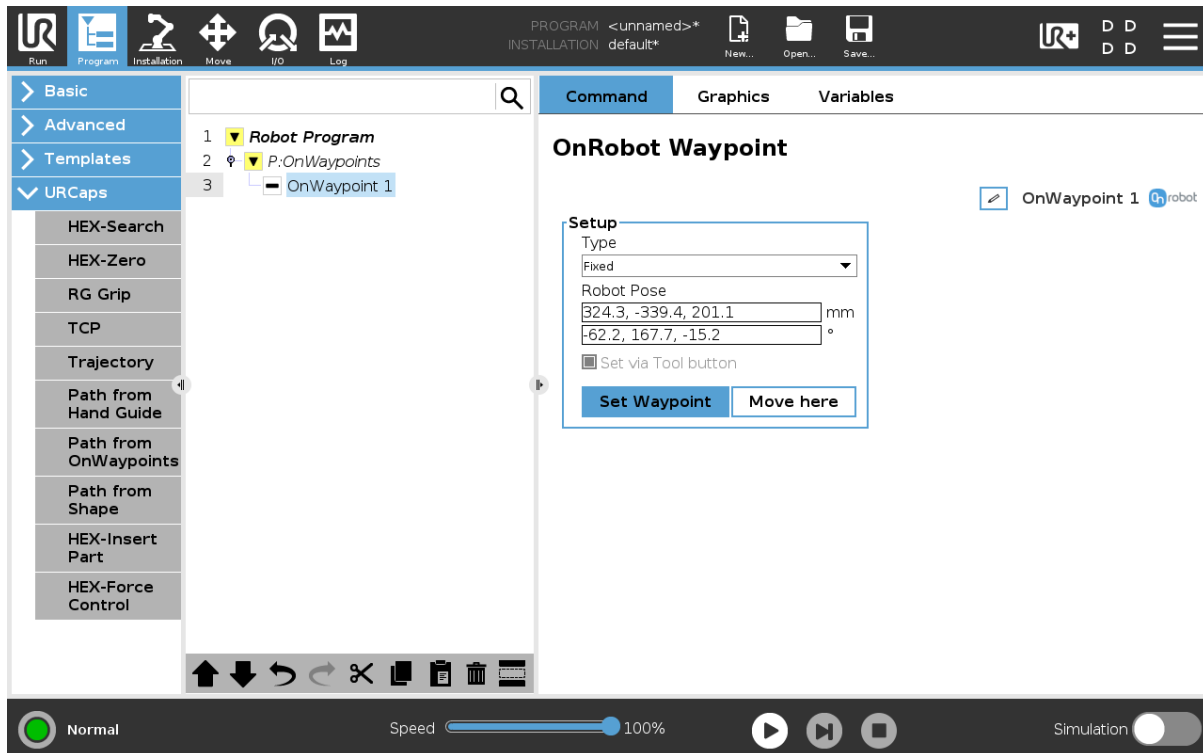 PROGRAM <unnamed>*
INSTALLATION default*
Run
Program
Installation
Move
I/O
Log
New...
Open...
Save...
UR+
D D
D D
Basic
Advanced
Templates
URCaps
HEX-Search
HEX-Zero
RG Grip
TCP
Trajectory
Path from
Hand Guide
Path from
OnWaypoints
Path from
Shape
HEX-Insert
Part
HEX-Force
Control
1 Robot Program
2 P:OnWaypoints
3 OnWaypoint 1
Command Graphics Variables
OnRobot Waypoint
OnWaypoint 1 On robot
Setup
Type
Fixed
Robot Pose
324.3, -339.4, 201.1 mm
-62.2, 167.7, -15.2 °
Set via Tool button
Set Waypoint Move here
Normal
Speed 100%
Simulation